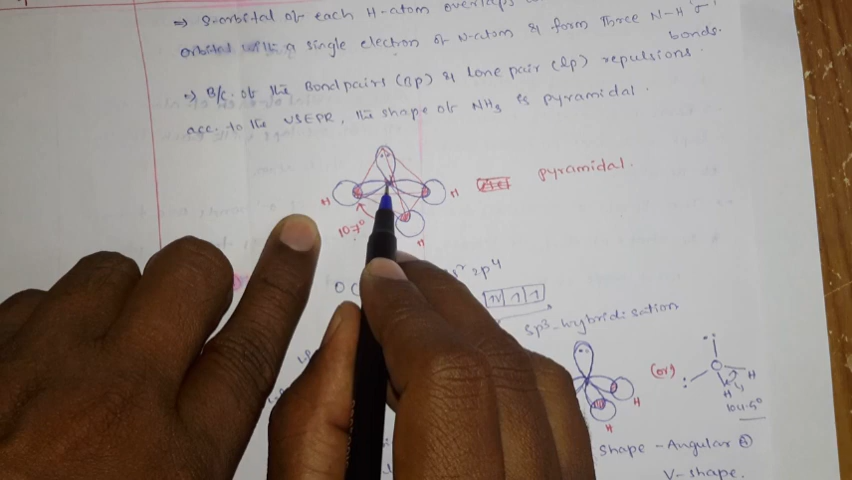 ⇒ S-orbital of each H-atom overlaps
orbital with a single electron of N-atom & form three N-H 'σ'
bonds.
⇒ B/c. of the Bondpairs (Bp) & Lone pair (lp) repulsions.
acc. to the VSEPR, the shape of NH3 is pyramidal.
H H pyramidal.
107°
H
2p4
O
sp3-hybridisation
(or)
H
H
H
H
104.5°
shape - Angular
V-shape.